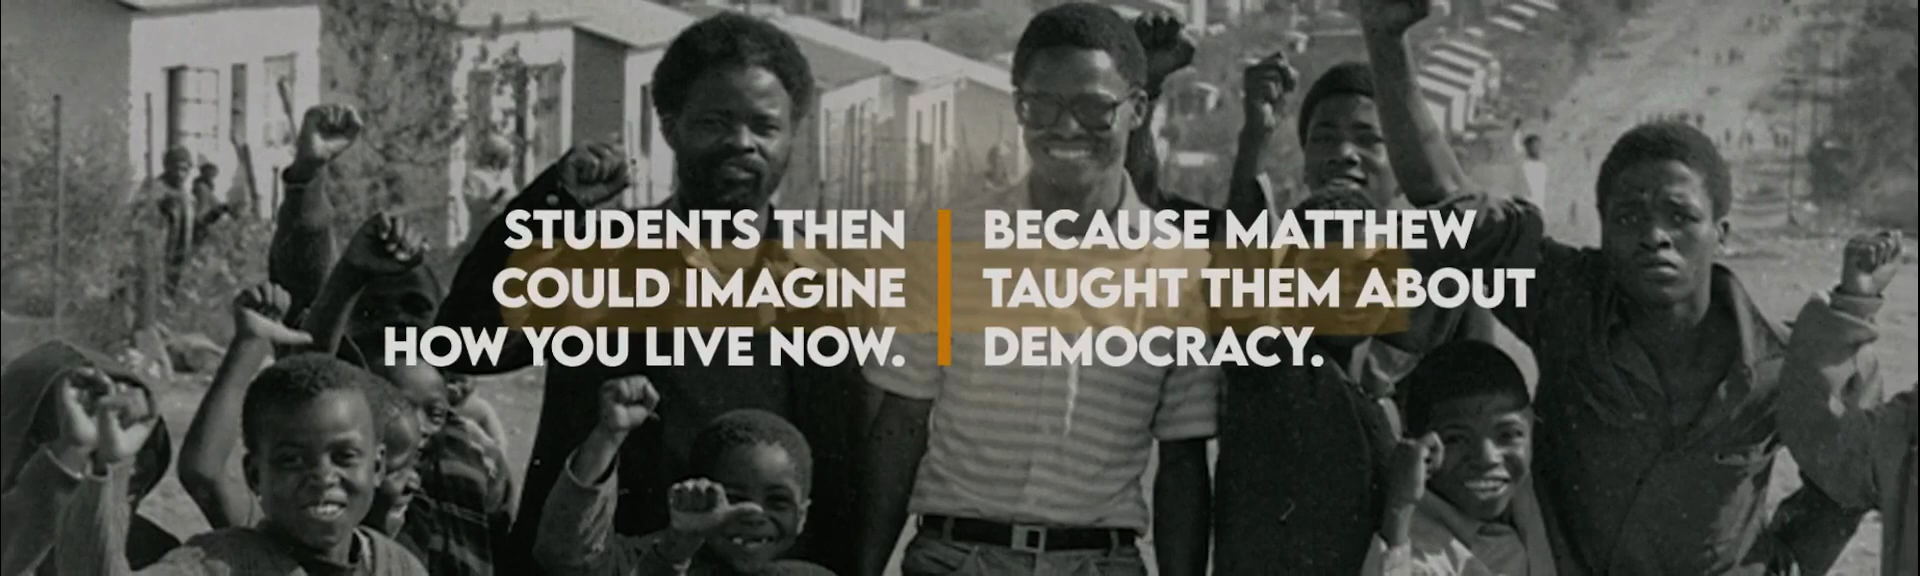 STUDENTS THEN
COULD IMAGINE
HOW YOU LIVE NOW.
BECAUSE MATTHEW
TAUGHT THEM ABOUT
DEMOCRACY.